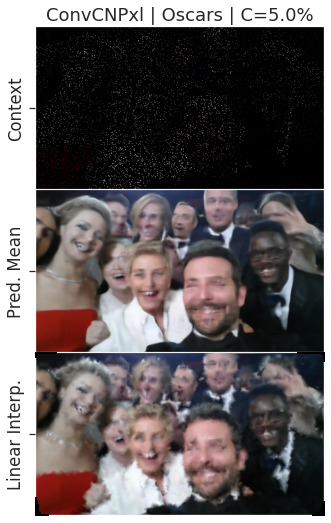 ConvCNPxl | Oscars | C=5.0%
Context
Pred. Mean
Linear Interp.